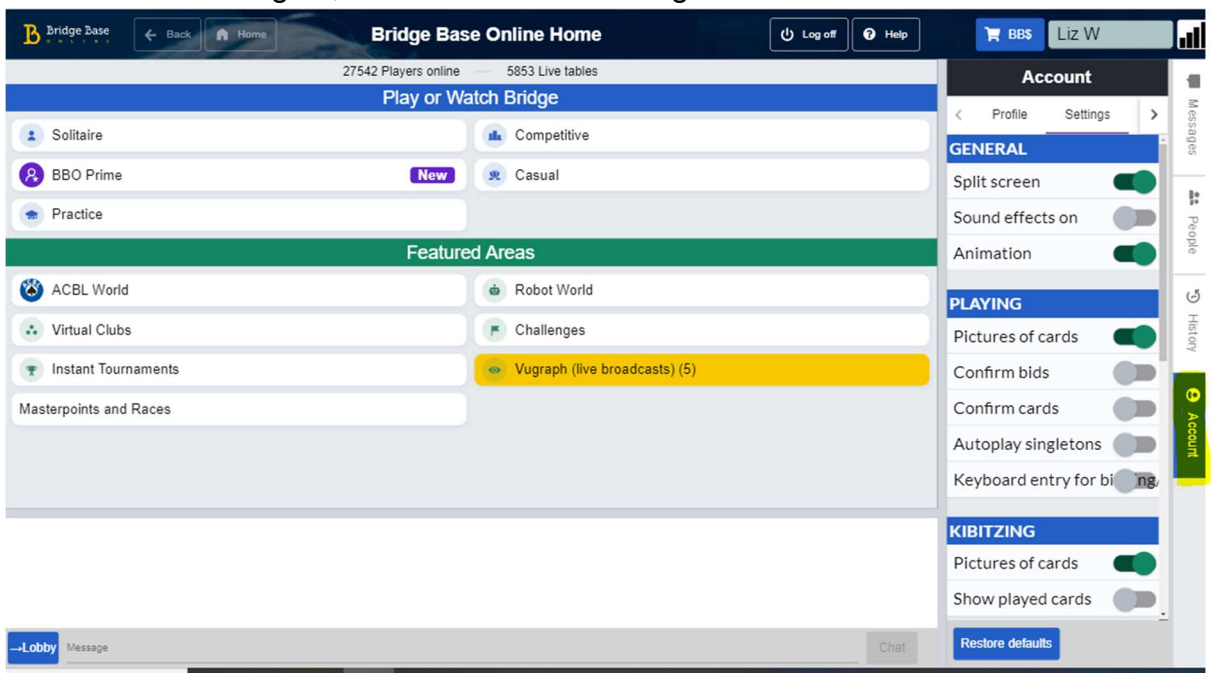 Bridge Base
ONLINE
Back
Home
Bridge Base Online Home
Log off
Help
BB$
Liz W
27542 Players online
5853 Live tables
Play or Watch Bridge
Solitaire
Competitive
BBO Prime
New
Casual
Practice
Featured Areas
ACBL World
Robot World
Virtual Clubs
Challenges
Instant Tournaments
Vugraph (live broadcasts) (5)
Masterpoints and Races
→Lobby
Message
Chat
Account
Profile
Settings
GENERAL
Split screen
Sound effects on
Animation
PLAYING
Pictures of cards
Confirm bids
Confirm cards
Autoplay singletons
Keyboard entry for
KIBITZING
Pictures of cards
Show played cards
Restore defaults
Messages
People
History
Account